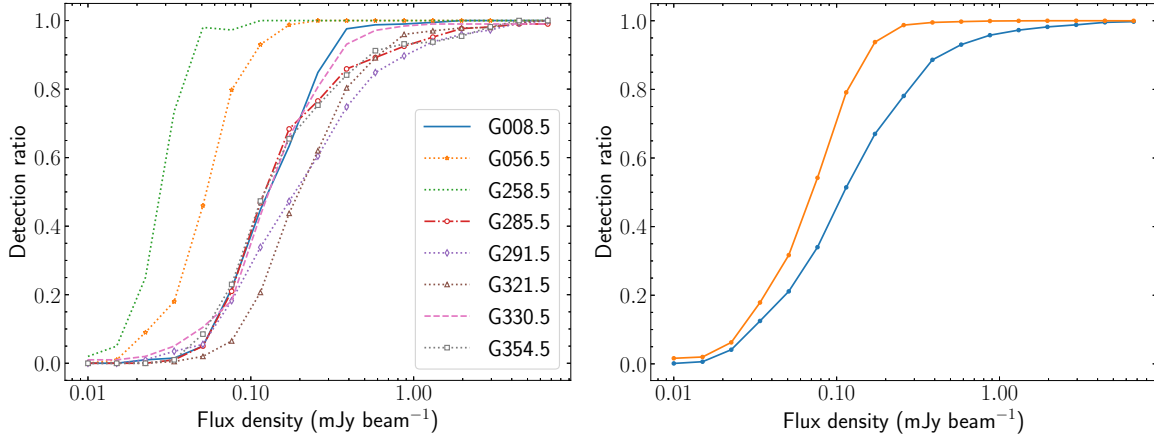 1.0
0.8
0.6
0.4
0.2
0.0
Detection ratio
0.01
0.10
1.00
Flux density (mJy beam⁻¹)
G008.5
G056.5
G258.5
G285.5
G291.5
G321.5
G330.5
G354.5
1.0
0.8
0.6
0.4
0.2
0.0
Detection ratio
0.01
0.10
1.00
Flux density (mJy beam⁻¹)